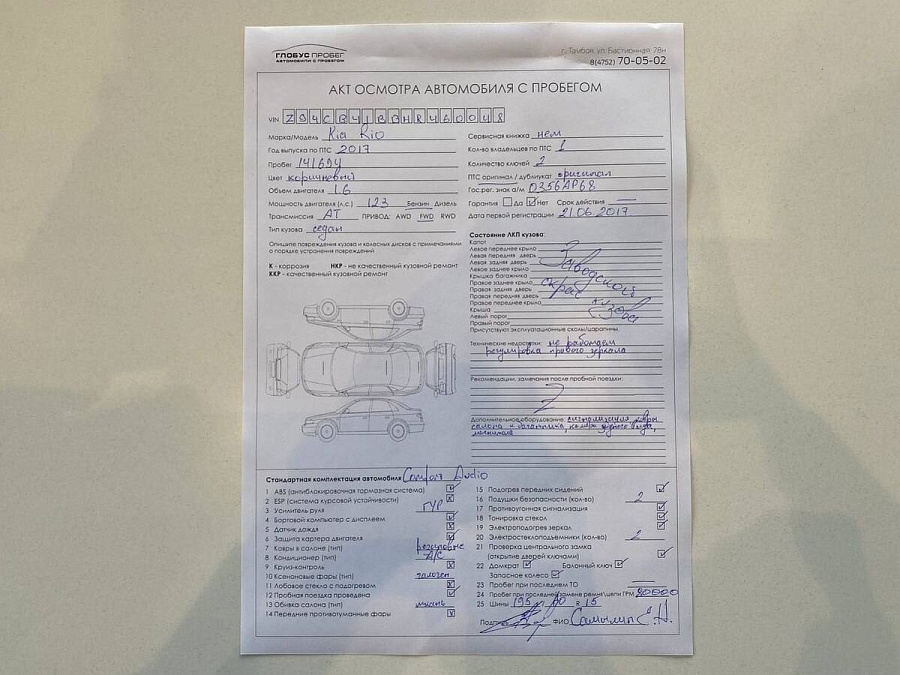 ГЛОБУС ПРОБЕГ
АВТОМОБИЛИ С ПРОБЕГОМ
г. Тамбов, ул. Бастионная, 78н
8(4752) 70-05-02
АКТ ОСМОТРА АВТОМОБИЛЯ С ПРОБЕГОМ
VIN Z94CB41BBHR460048
Марка/Модель Kia Rio
Год выпуска по ПТС 2017
Пробег 141694
Цвет коричневый
Объем двигателя 1.6
Мощность двигателя (л.с.) 123 Бензин Дизель
Трансмиссия АТ ПРИВОД: AWD FWD RWD
Тип кузова седан
Опишите повреждения кузова и колесных дисков с примечаниями
о порядке устранения повреждений
К - коррозия НКР - не качественный кузовной ремонт
ККР - качественный кузовной ремонт
Сервисная книжка нет
Кол-во владельцев по ПТС 1
Количество ключей 2
ПТС оригинал / дубликат оригинал
Гос.рег. знак а/м О356АР68
Гарантия Да Нет Срок действия —
Дата первой регистрации 21.06.2017
Состояние ЛКП кузова:
Капот
Левое переднее крыло
Левая передняя дверь
Левая задняя дверь
Левое заднее крыло
Крышка багажника
Правое заднее крыло
Правая задняя дверь
Правая передняя дверь
Правое переднее крыло
Крыша
Левый порог
Правый порог
Заводской
окрас
кузова
Присутствуют эксплуатационные сколы/царапины.
Технические недостатки: не работает
регулировка правого зеркала
Рекомендации, замечания после пробной поездки:
Дополнительное оборудование: сигнализация, ковры
салона и багажника, камера заднего вида,
Стандартная комплектация автомобиля Comfort Audio
1 ABS (антиблокировочная тормозная система)
2 ESP (система курсовой устойчивости)
3 Усилитель руля ГУР
4 Бортовой компьютер с дисплеем
5 Датчик дождя
6 Защита картера двигателя
7 Ковры в салоне (тип) резиновые
8 Кондиционер (тип) A/C
9 Круиз-контроль
10 Ксеноновые фары (тип) галоген
11 Лобовое стекло с подогревом
12 Пробная поездка проведена
13 Обивка салона (тип) ткань
14 Передние противотуманные фары
15 Подогрев передних сидений
16 Подушки безопасности (кол-во) 2
17 Противоугонная сигнализация
18 Тонировка стекол
19 Электроподогрев зеркал
20 Электростеклоподъемники (кол-во) 2
21 Проверка центрального замка
(открытие дверей ключами)
22 Домкрат Балонный ключ
Запасное колесо
23 Пробег при последнем ТО —
24 Пробег при последней замене ремня/цепи ГРМ 90000
25 Шины 195 R 15
Подпись ФИО